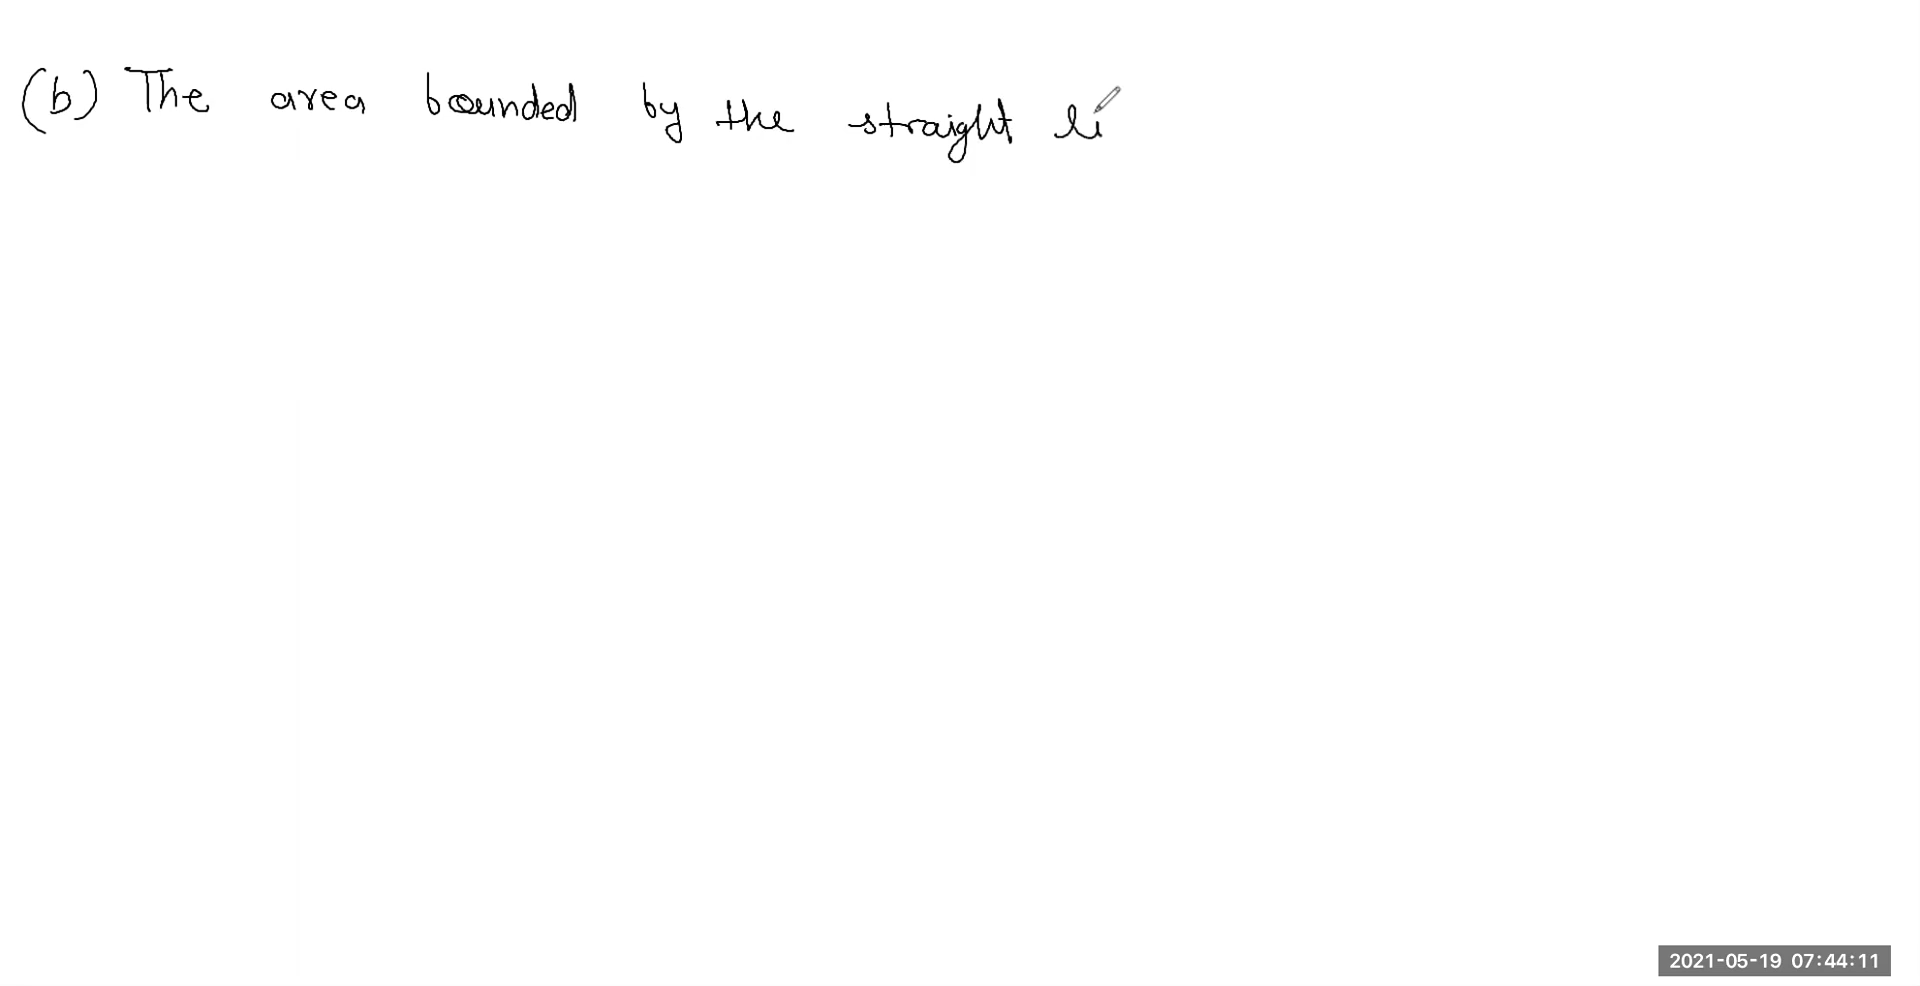 (b) The area bounded by the straight li
2021-05-19 07:44:11